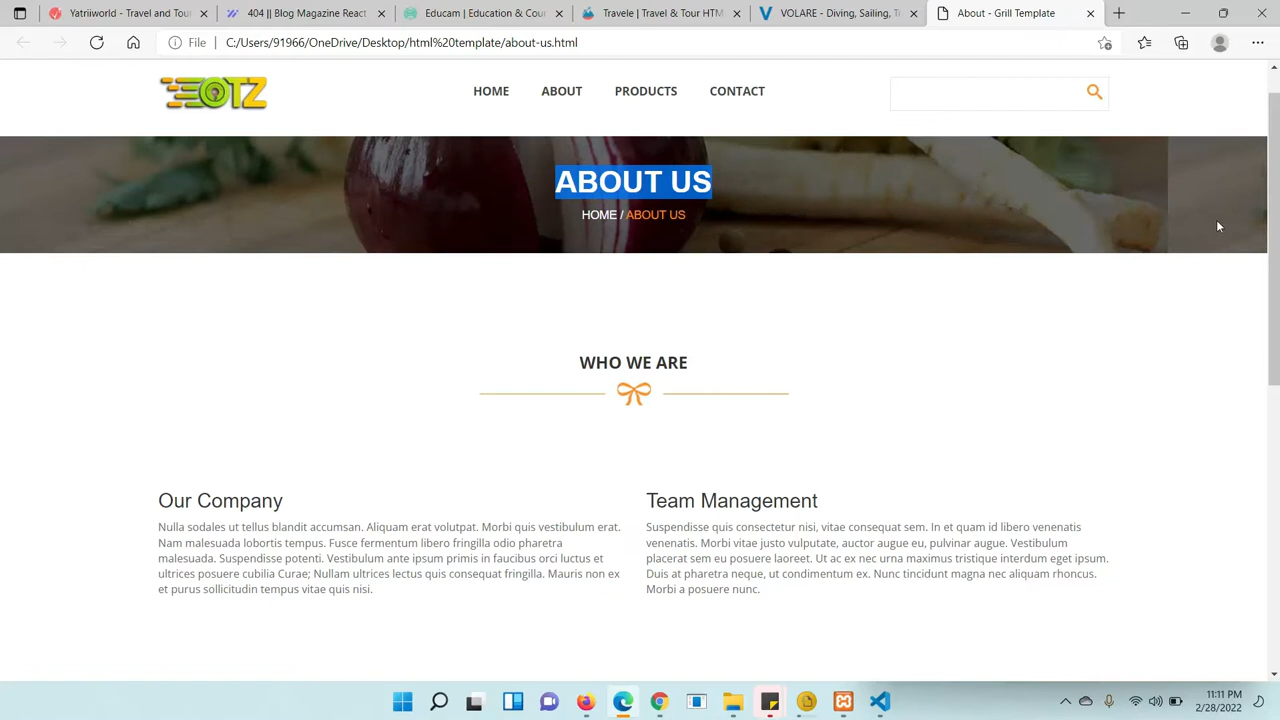 Yatriiworld - Travel and Tour
404 || Blog Magazine React
Educam | Education & Cou
Travele | Travel & Tour HTM
VOLARE - Diving, Sailing, Ti
About - Grill Template
File
C:/Users/91966/OneDrive/Desktop/html%20template/about-us.html
OTZ
HOME
ABOUT
PRODUCTS
CONTACT
ABOUT US
HOME / ABOUT US
WHO WE ARE
Our Company
Nulla sodales ut tellus blandit accumsan. Aliquam erat volutpat. Morbi quis vestibulum erat.
Nam malesuada lobortis tempus. Fusce fermentum libero fringilla odio pharetra
malesuada. Suspendisse potenti. Vestibulum ante ipsum primis in faucibus orci luctus et
ultrices posuere cubilia Curae; Nullam ultrices lectus quis consequat fringilla. Mauris non ex
et purus sollicitudin tempus vitae quis nisi.
Team Management
Suspendisse quis consectetur nisi, vitae consequat sem. In et quam id libero venenatis
venenatis. Morbi vitae justo vulputate, auctor augue eu, pulvinar augue. Vestibulum
placerat sem eu posuere laoreet. Ut ac ex nec urna maximus tristique interdum eget ipsum.
Duis at pharetra neque, ut condimentum ex. Nunc tincidunt magna nec aliquam rhoncus.
Morbi a posuere nunc.
11:11 PM
2/28/2022